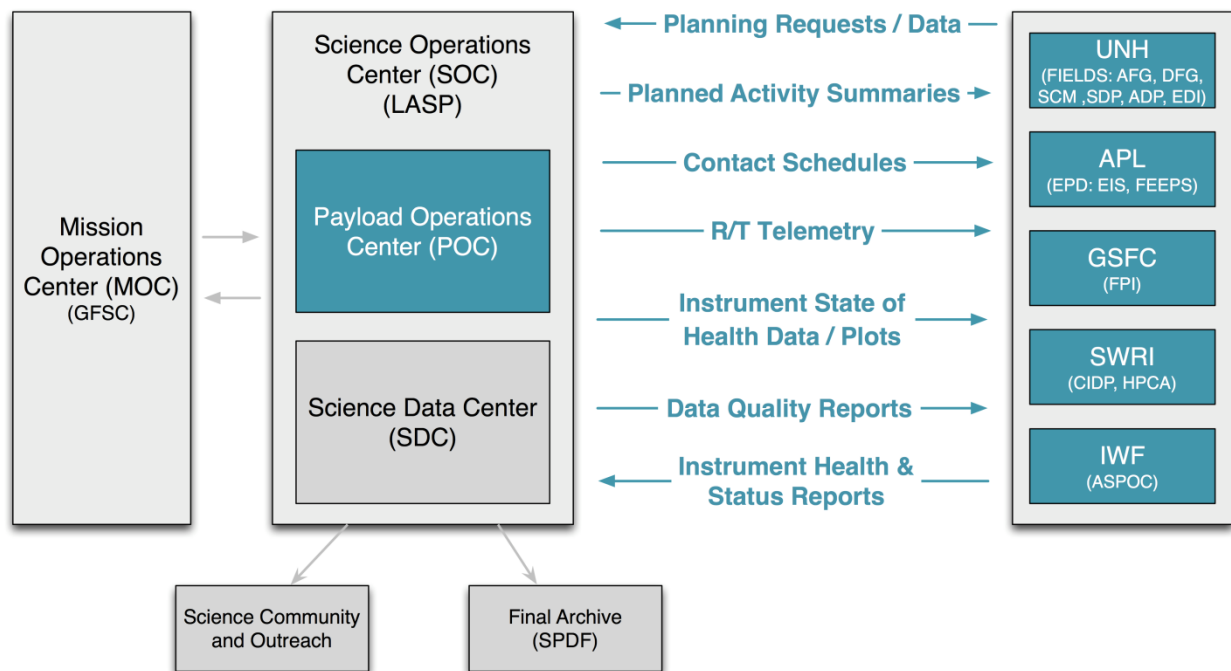 Mission
Operations
Center (MOC)
(GFSC)
Science Operations
Center (SOC)
(LASP)
Payload Operations
Center (POC)
Science Data Center
(SDC)
Planning Requests / Data
Planned Activity Summaries
Contact Schedules
R/T Telemetry
Instrument State of
Health Data / Plots
Data Quality Reports
Instrument Health &
Status Reports
UNH
(FIELDS: AFG, DFG,
SCM ,SDP, ADP, EDI)
APL
(EPD: EIS, FEEPS)
GSFC
(FPI)
SWRI
(CIDP, HPCA)
IWF
(ASPOC)
Science Community
and Outreach
Final Archive
(SPDF)